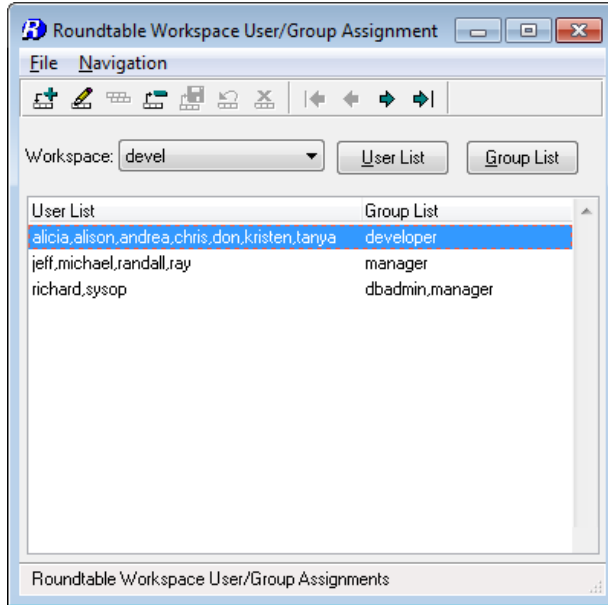 Roundtable Workspace User/Group Assignment
File Navigation
Workspace: devel User List Group List
User List Group List
alicia,alison,andrea,chris,don,kristen,tanya developer
jeff,michael,randall,ray manager
richard,sysop dbadmin,manager
Roundtable Workspace User/Group Assignments